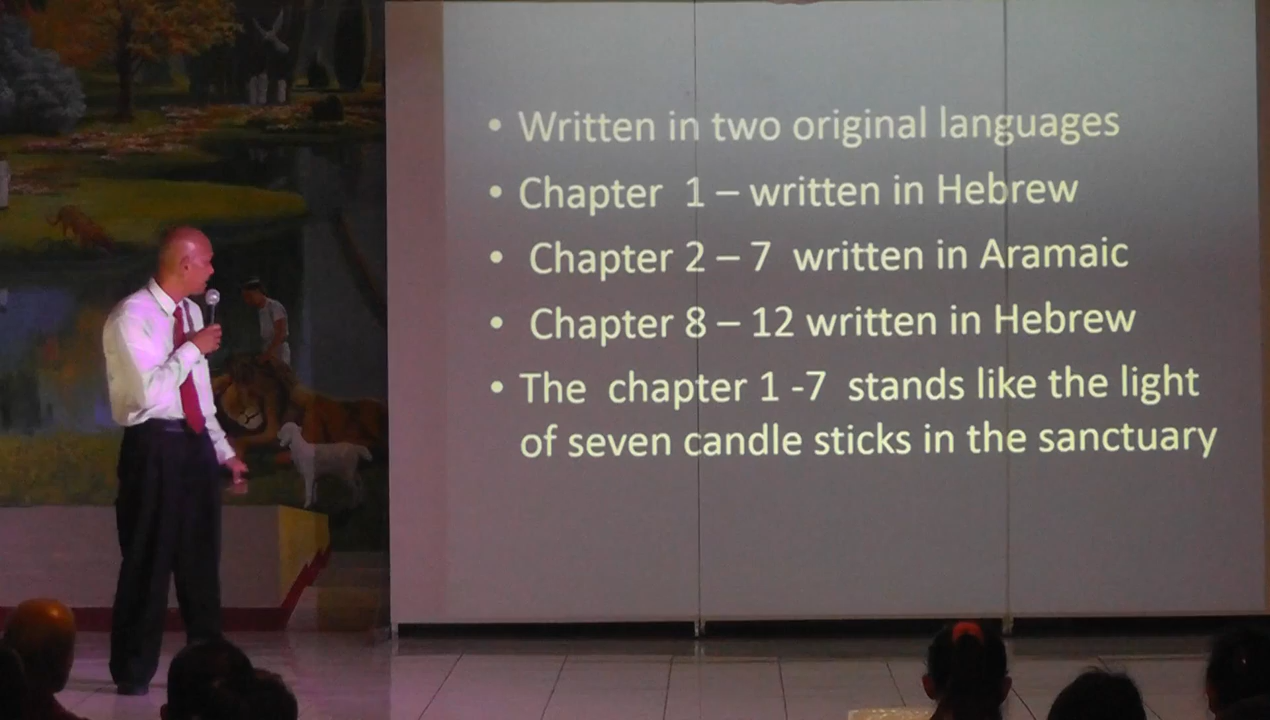 • Written in two original languages
• Chapter 1 – written in Hebrew
• Chapter 2 – 7 written in Aramaic
• Chapter 8 – 12 written in Hebrew
• The chapter 1 -7 stands like the light
of seven candle sticks in the sanctuary